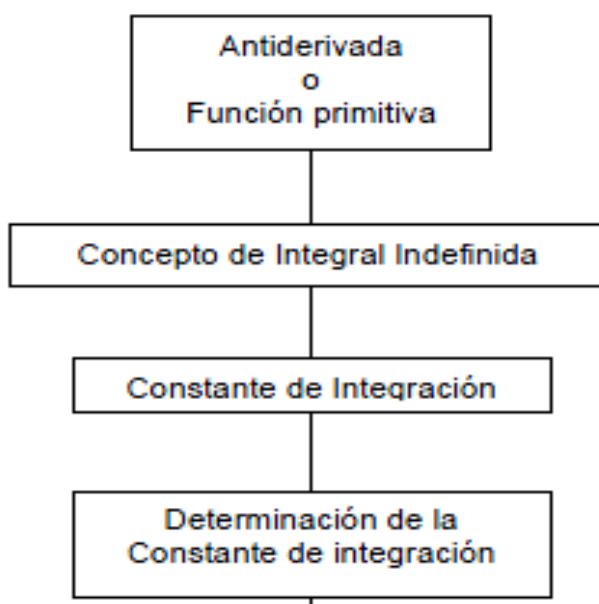 Antiderivada
o
Función primitiva
Concepto de Integral Indefinida
Constante de Integración
Determinación de la
Constante de integración